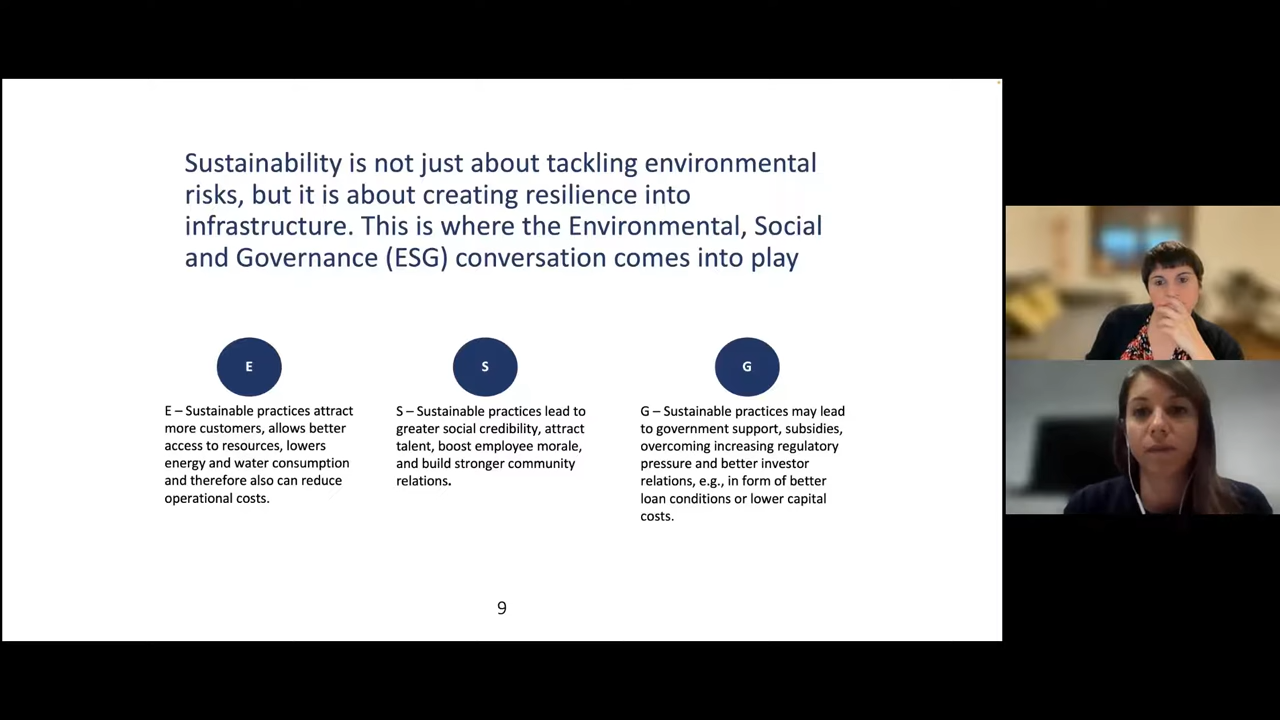 Sustainability is not just about tackling environmental
risks, but it is about creating resilience into
infrastructure. This is where the Environmental, Social
and Governance (ESG) conversation comes into play
E
E – Sustainable practices attract
more customers, allows better
access to resources, lowers
energy and water consumption
and therefore also can reduce
operational costs.
S
S – Sustainable practices lead to
greater social credibility, attract
talent, boost employee morale,
and build stronger community
relations.
G
G – Sustainable practices may lead
to government support, subsidies,
overcoming increasing regulatory
pressure and better investor
relations, e.g., in form of better
loan conditions or lower capital
costs.
9